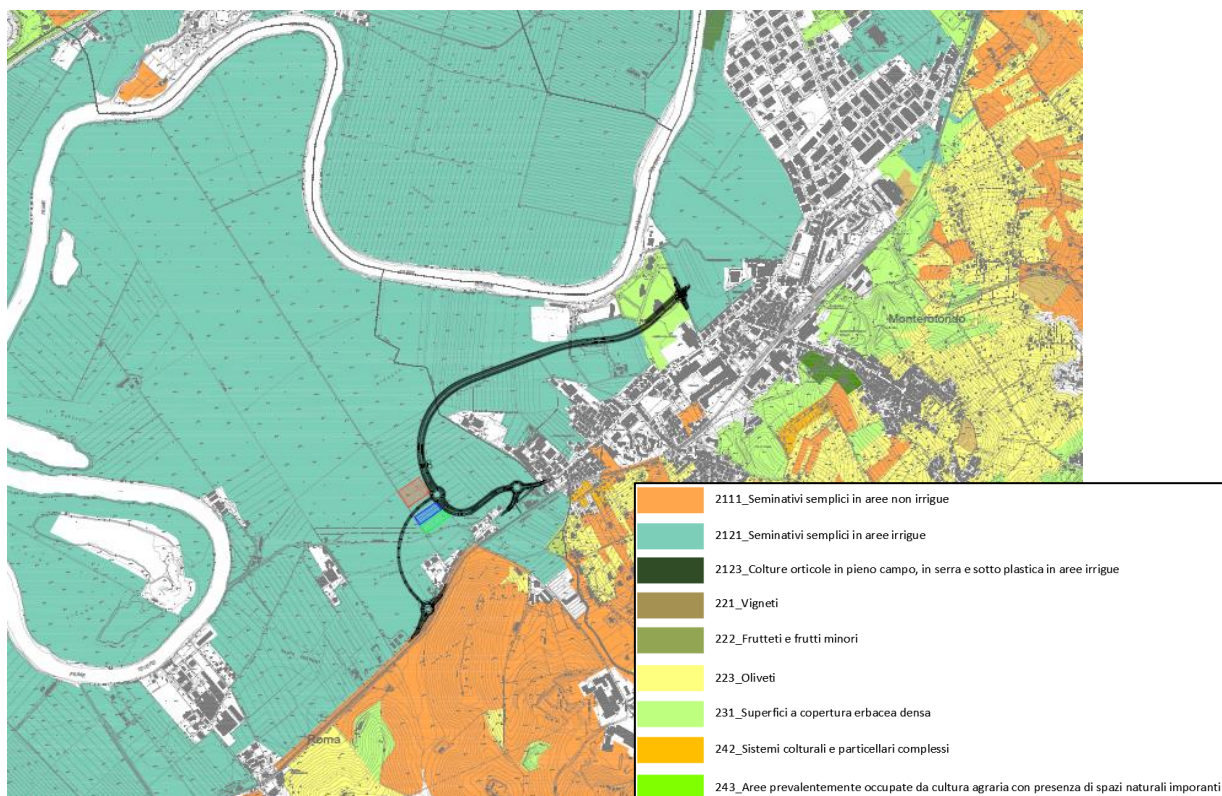 Monterotondo
Roma
2111_Seminativi semplici in aree non irrigue
2121_Seminativi semplici in aree irrigue
2123_Colture orticole in pieno campo, in serra e sotto plastica in aree irrigue
221_Vigneti
222_Frutteti e frutti minori
223_Oliveti
231_Superfici a copertura erbacea densa
242_Sistemi colturali e particellari complessi
243_Aree prevalentemente occupate da cultura agraria con presenza di spazi naturali imporanti